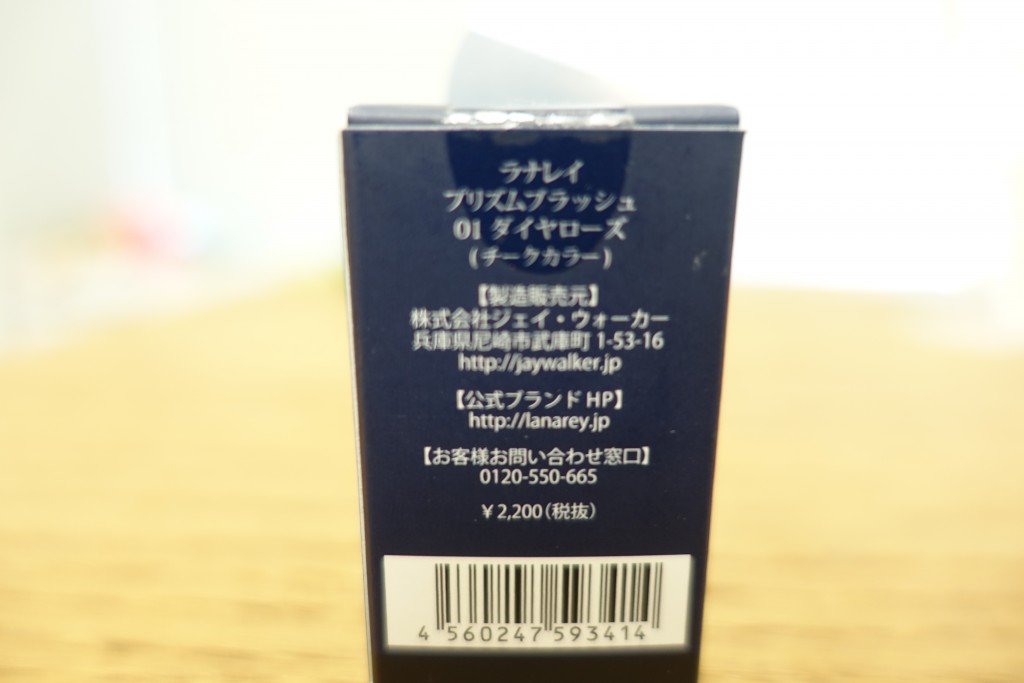 ラナレイ
プリズムブラッシュ
01 ダイヤローズ
(チークカラー)
【製造販売元】
株式会社ジェイ・ウォーカー
兵庫県尼崎市武庫町 1-53-16
http://jaywalker.jp
【公式ブランド HP】
http://lanarey.jp
【お客様お問い合わせ窓口】
0120-550-665
￥2,200(税抜)
4 560247 593414